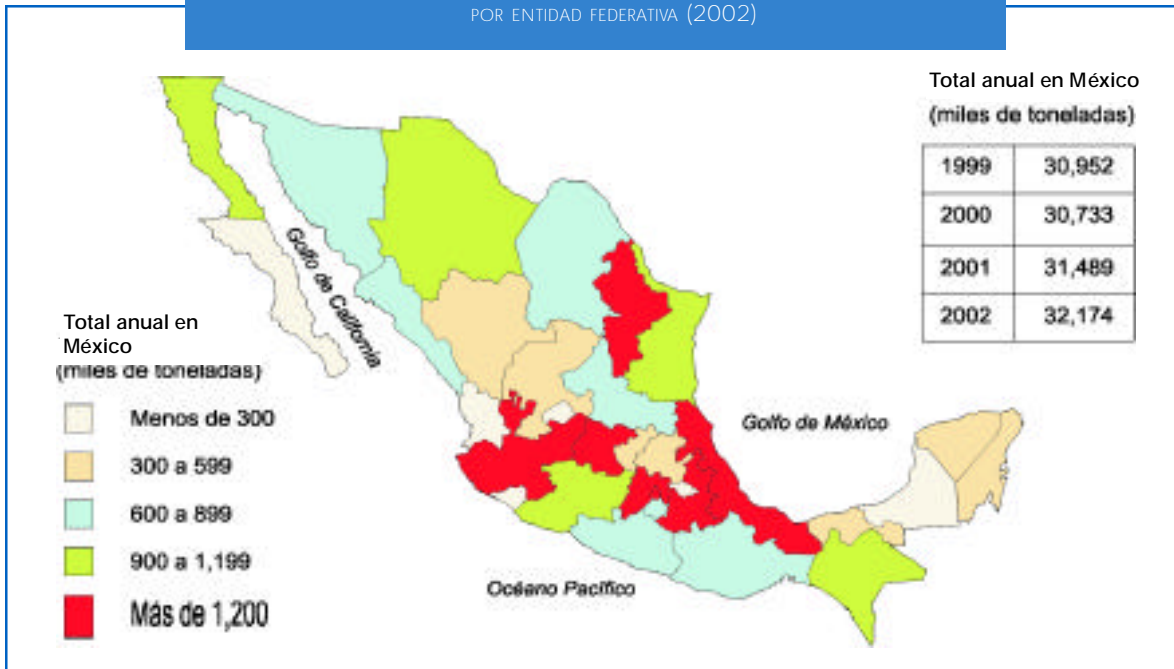 POR ENTIDAD FEDERATIVA (2002)
Total anual en México
(miles de toneladas)
1999 30,952
2000 30,733
2001 31,489
2002 32,174
Golfo de California
Golfo de México
Océano Pacífico
Total anual en
México
(miles de toneladas)
Menos de 300
300 a 599
600 a 899
900 a 1,199
Más de 1,200